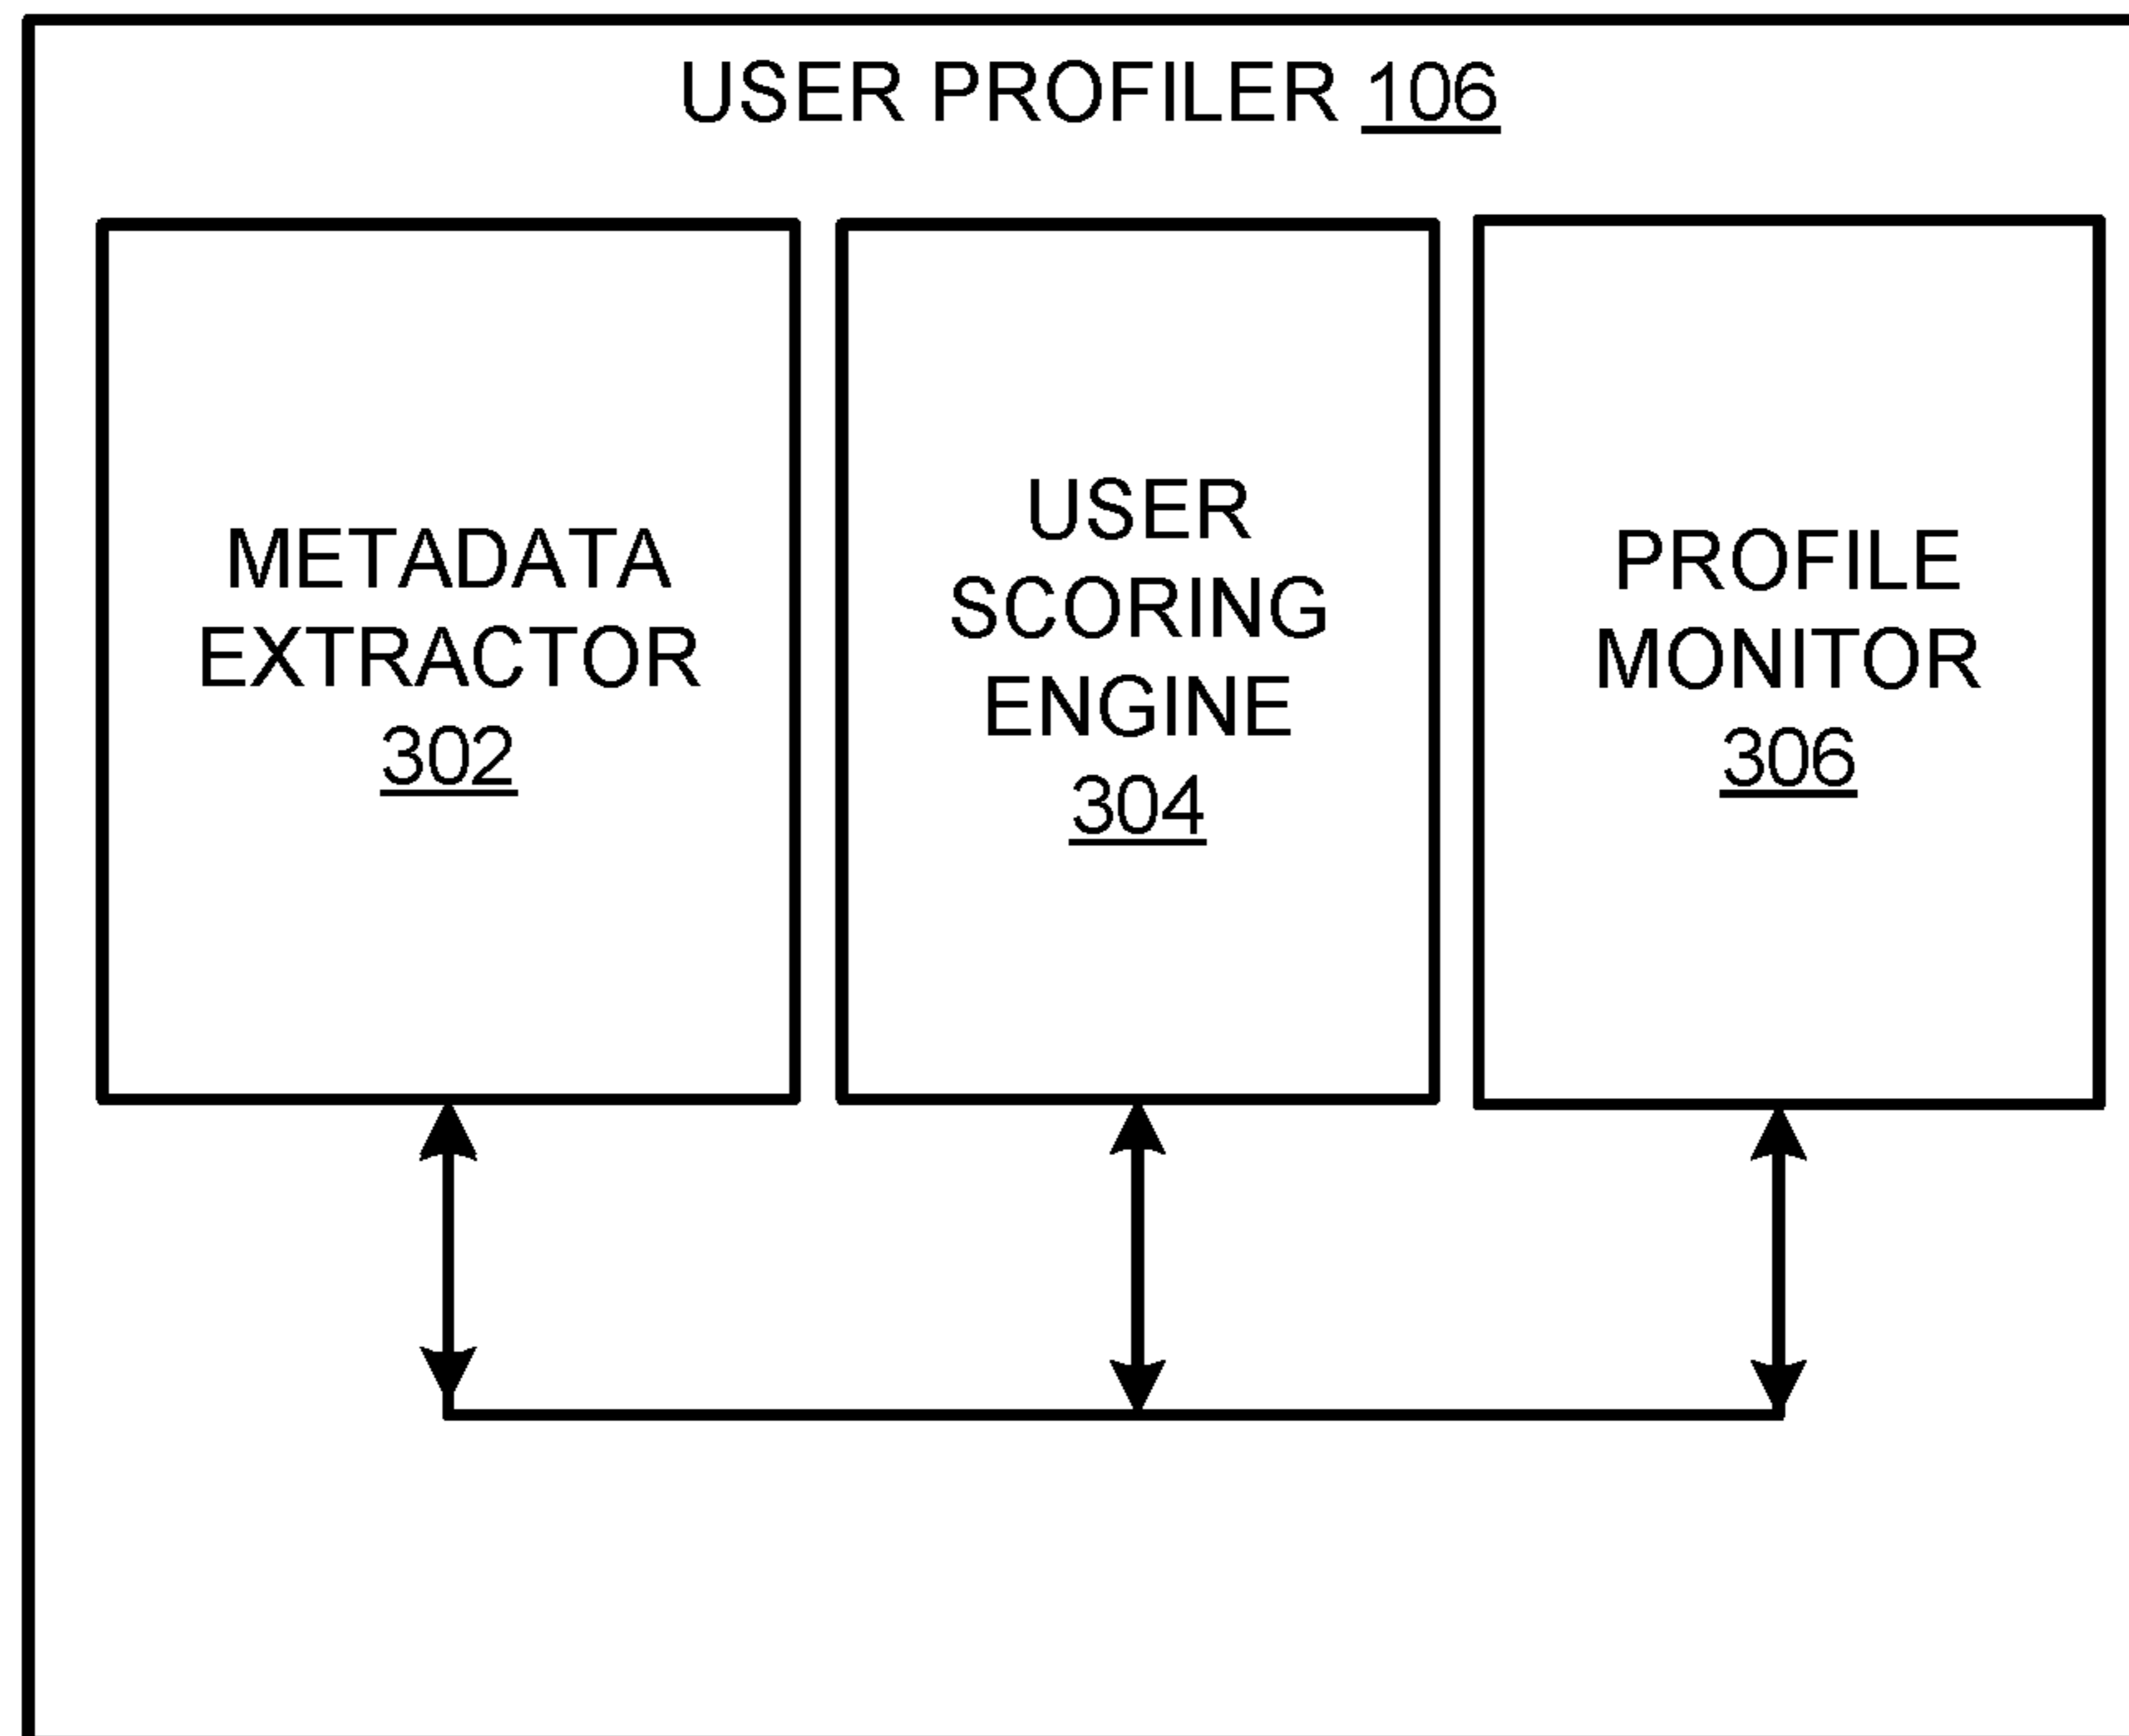 USER PROFILER 106
METADATA
EXTRACTOR
302
USER
SCORING
ENGINE
304
PROFILE
MONITOR
306